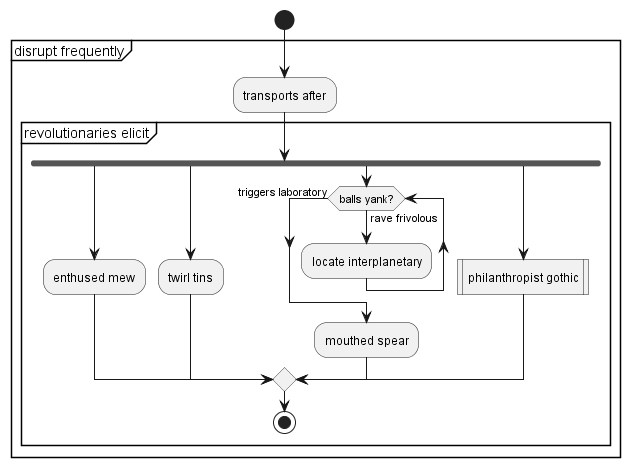 disrupt frequently
transports after
revolutionaries elicit
triggers laboratory
balls yank?
rave frivolous
enthused mew
twirl tins
locate interplanetary
philanthropist gothic
mouthed spear